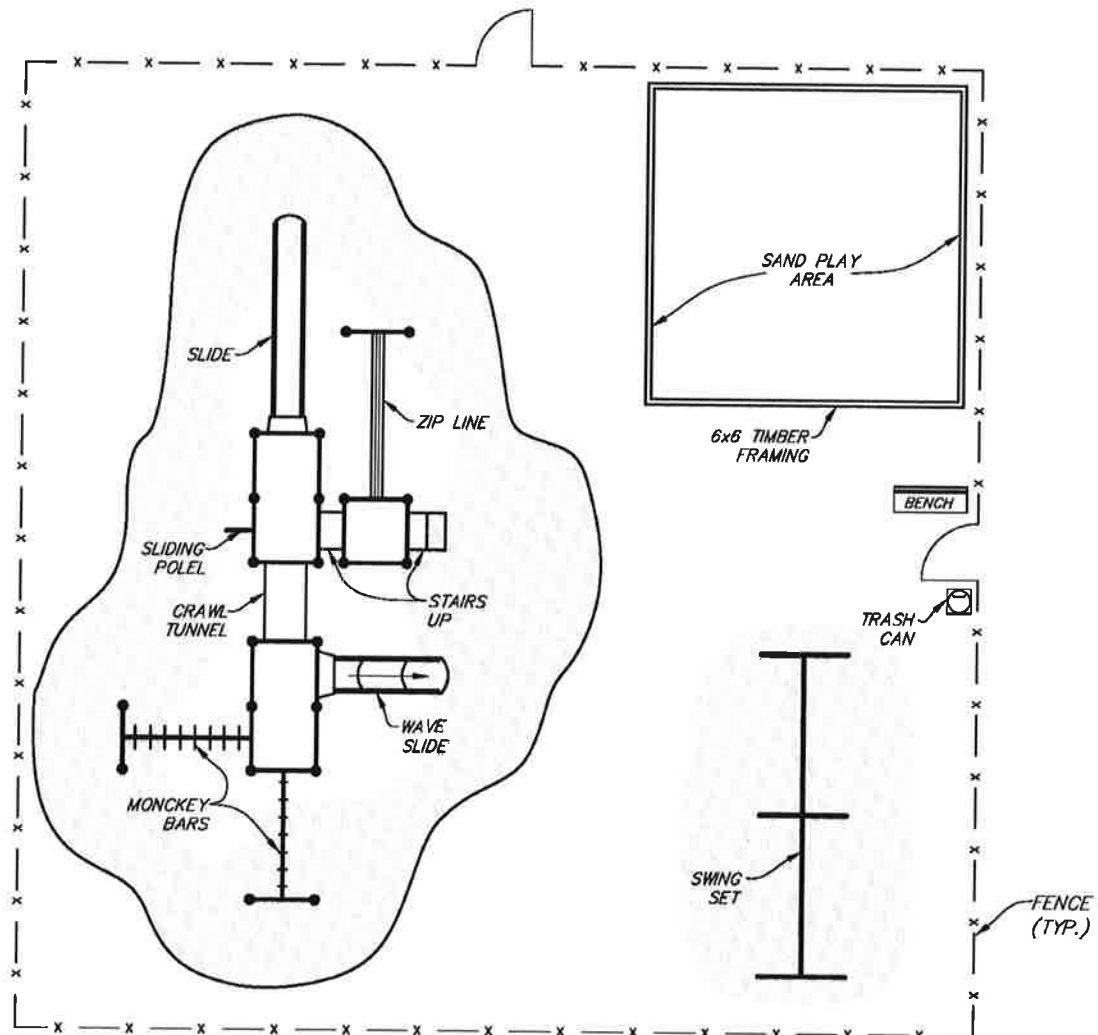 SAND PLAY
AREA
SLIDE
ZIP LINE
6x6 TIMBER
FRAMING
BENCH
SLIDING
POLEL
STAIRS
UP
CRAWL
TUNNEL
TRASH
CAN
WAVE
SLIDE
MONCKEY
BARS
SWING
SET
FENCE
(TYP.)